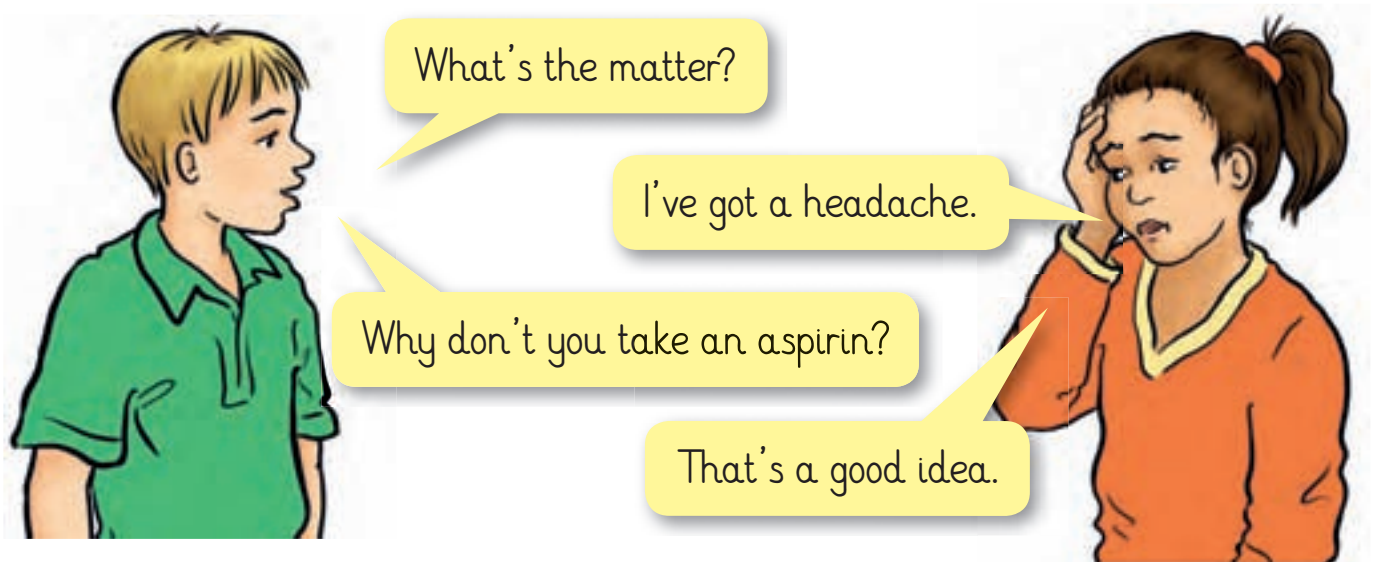 What's the matter?
I've got a headache.
Why don't you take an aspirin?
That's a good idea.